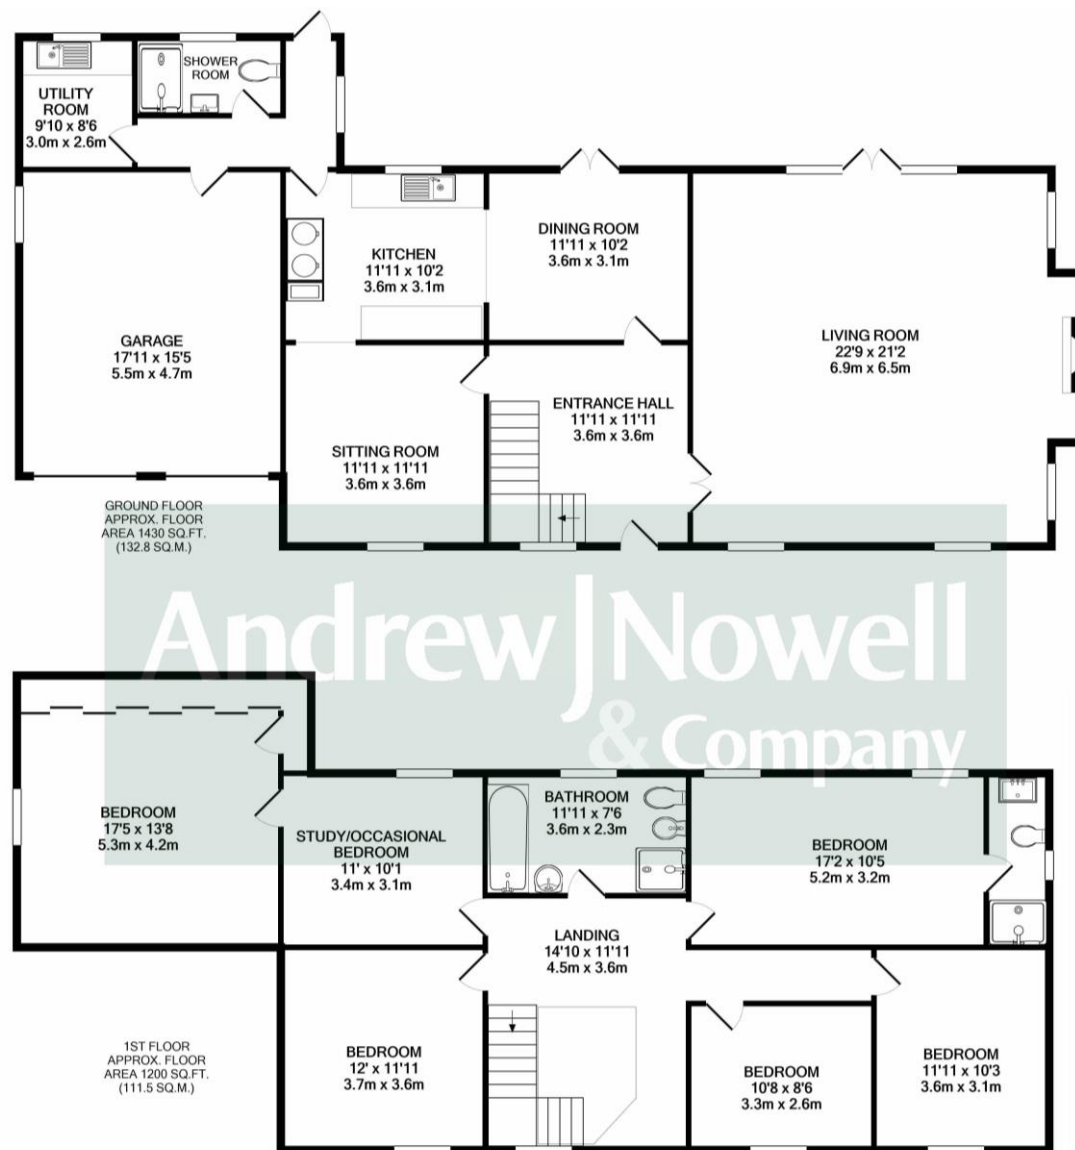 SHOWER
ROOM
UTILITY
ROOM
9'10 x 8'6
3.0m x 2.6m
DINING ROOM
11'11 x 10'2
3.6m x 3.1m
KITCHEN
11'11 x 10'2
3.6m x 3.1m
GARAGE
17'11 x 15'5
5.5m x 4.7m
LIVING ROOM
22'9 x 21'2
6.9m x 6.5m
ENTRANCE HALL
11'11 x 11'11
3.6m x 3.6m
SITTING ROOM
11'11 x 11'11
3.6m x 3.6m
GROUND FLOOR
APPROX. FLOOR
AREA 1430 SQ.FT.
(132.8 SQ.M.)
Andrew J Nowell
& Company
BEDROOM
17'5 x 13'8
5.3m x 4.2m
STUDY/OCCASIONAL
BEDROOM
11' x 10'1
3.4m x 3.1m
BATHROOM
11'11 x 7'6
3.6m x 2.3m
BEDROOM
17'2 x 10'5
5.2m x 3.2m
LANDING
14'10 x 11'11
4.5m x 3.6m
1ST FLOOR
APPROX. FLOOR
AREA 1200 SQ.FT.
(111.5 SQ.M.)
BEDROOM
12' x 11'11
3.7m x 3.6m
BEDROOM
10'8 x 8'6
3.3m x 2.6m
BEDROOM
11'11 x 10'3
3.6m x 3.1m